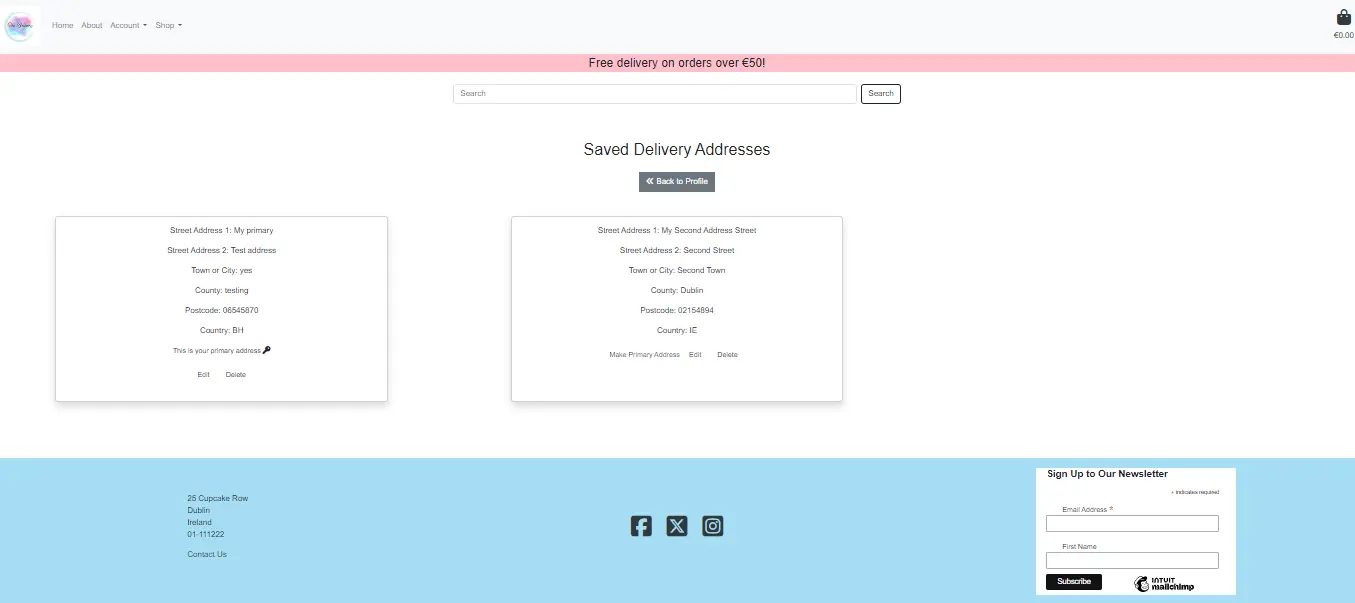 Home About Account Shop
€0.00
Free delivery on orders over €50!
Search Search
Saved Delivery Addresses
Back to Profile
Street Address 1: My primary
Street Address 2: Test address
Town or City: yes
County: testing
Postcode: 06545870
Country: BH
This is your primary address
Edit Delete
Street Address 1: My Second Address Street
Street Address 2: Second Street
Town or City: Second Town
County: Dublin
Postcode: 02154894
Country: IE
Make Primary Address Edit Delete
25 Cupcake Row
Dublin
Ireland
01-111222
Contact Us
Sign Up to Our Newsletter
* indicates required
Email Address *
First Name
Subscribe
INTUIT
mailchimp